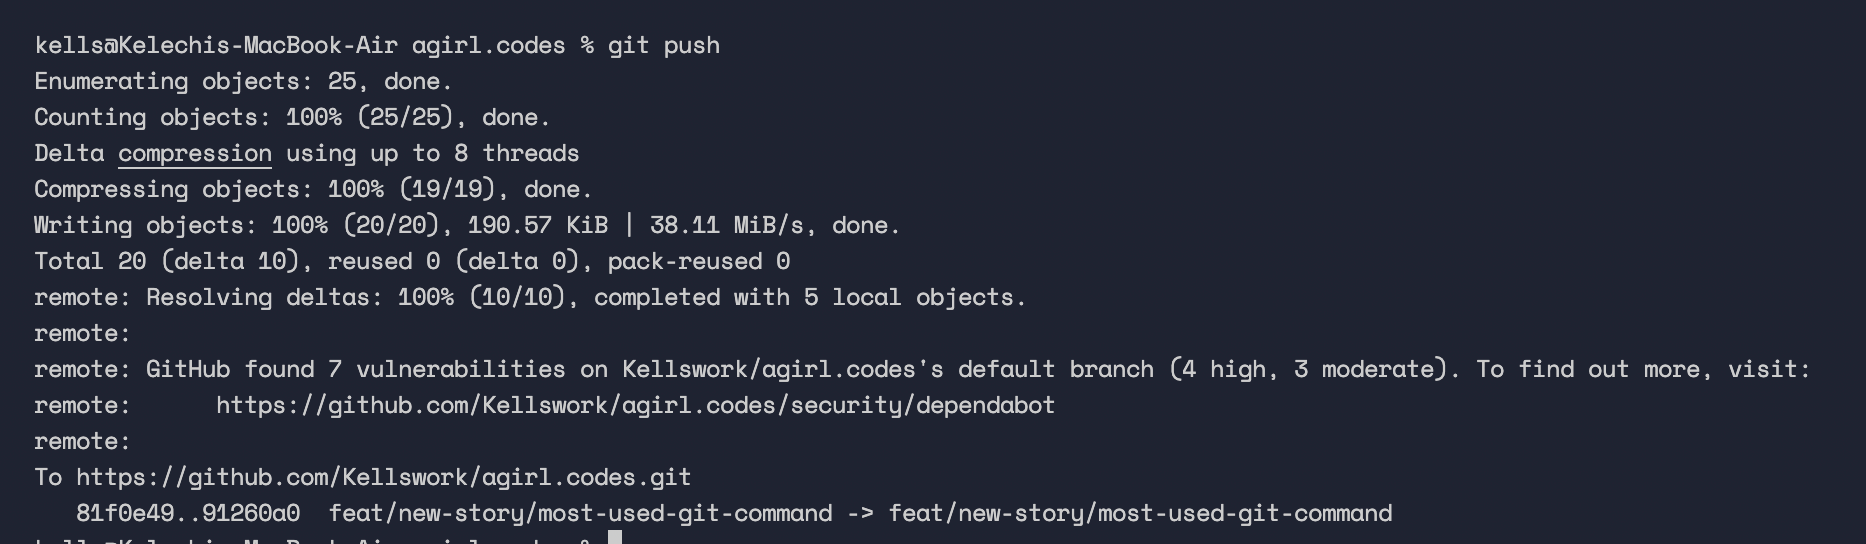 kells@Kelechis-MacBook-Air agirl.codes % git push
Enumerating objects: 25, done.
Counting objects: 100% (25/25), done.
Delta compression using up to 8 threads
Compressing objects: 100% (19/19), done.
Writing objects: 100% (20/20), 190.57 KiB | 38.11 MiB/s, done.
Total 20 (delta 10), reused 0 (delta 0), pack-reused 0
remote: Resolving deltas: 100% (10/10), completed with 5 local objects.
remote:
remote: GitHub found 7 vulnerabilities on Kellswork/agirl.codes's default branch (4 high, 3 moderate). To find out more, visit:
remote:      https://github.com/Kellswork/agirl.codes/security/dependabot
remote:
To https://github.com/Kellswork/agirl.codes.git
   81f0e49..91260a0  feat/new-story/most-used-git-command -> feat/new-story/most-used-git-command